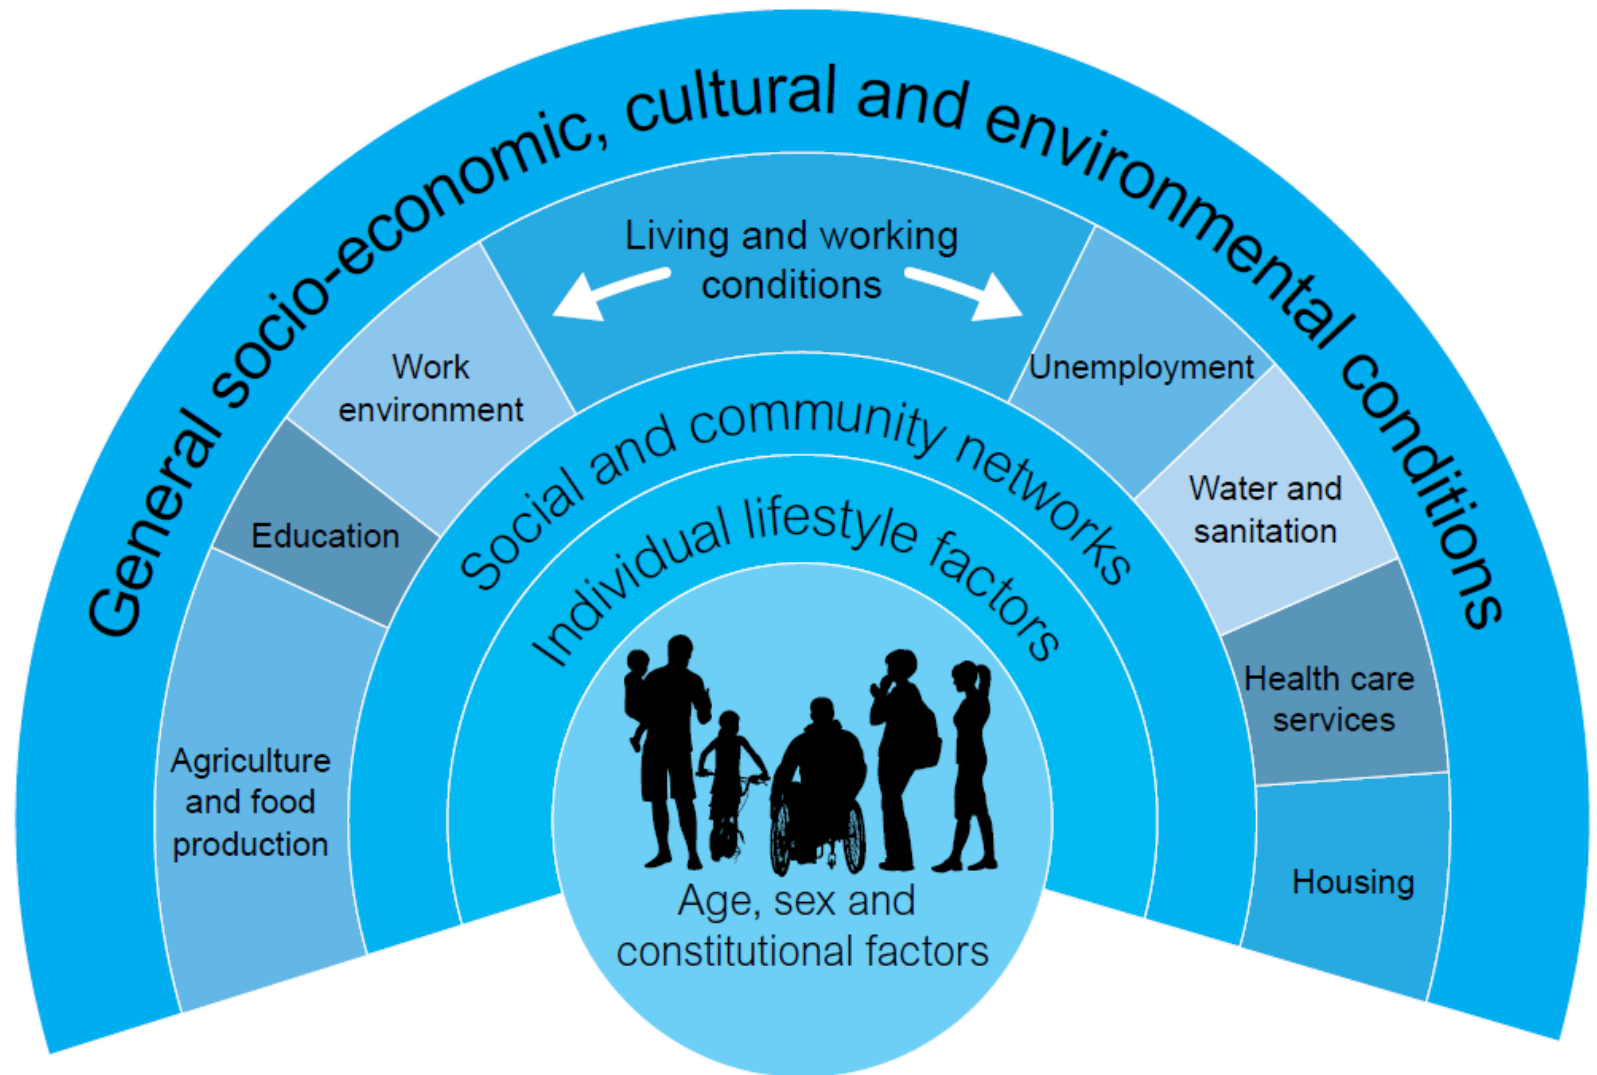 General socio-economic, cultural and environmental conditions
Living and working
conditions
Work
environment
Education
Agriculture
and food
production
Unemployment
Water and
sanitation
Health care
services
Housing
Social and community networks
Individual lifestyle factors
Age, sex and
constitutional factors